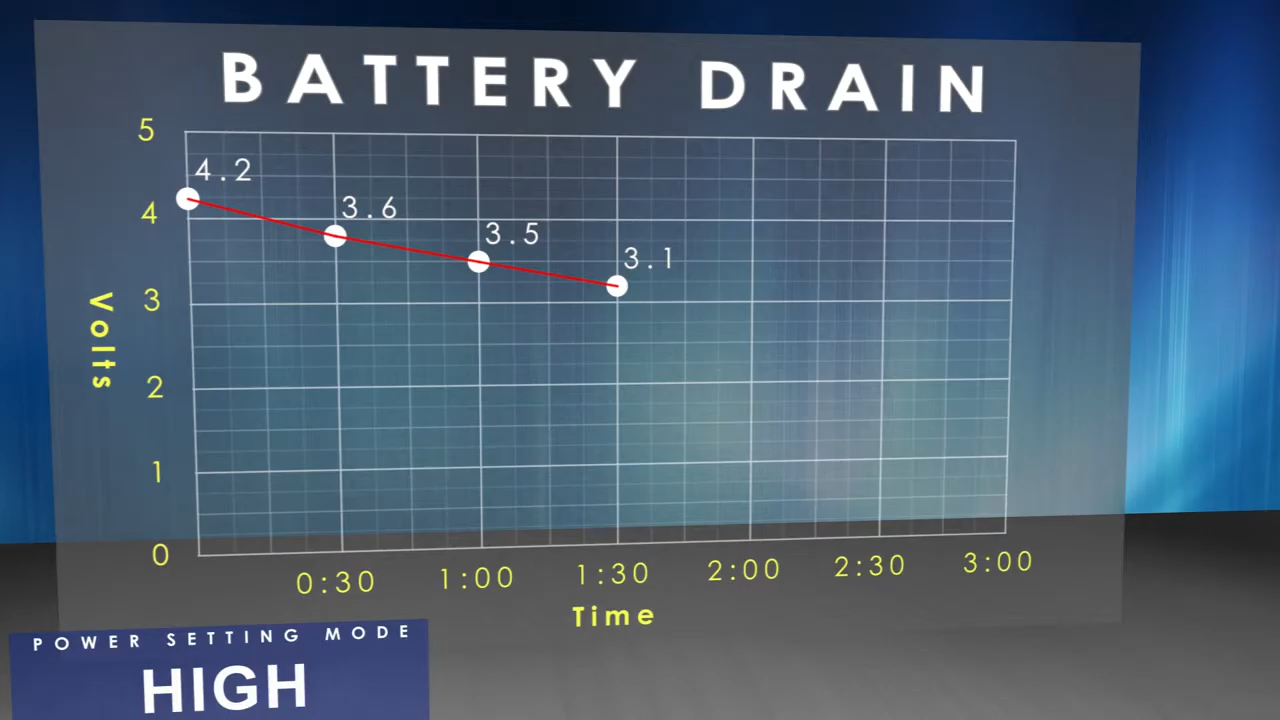 BATTERY DRAIN
5
4.2
4
3.6
3.5
3.1
3
Volts
2
1
0
0:30 1:00 1:30 2:00 2:30 3:00
Time
POWER SETTING MODE
HIGH